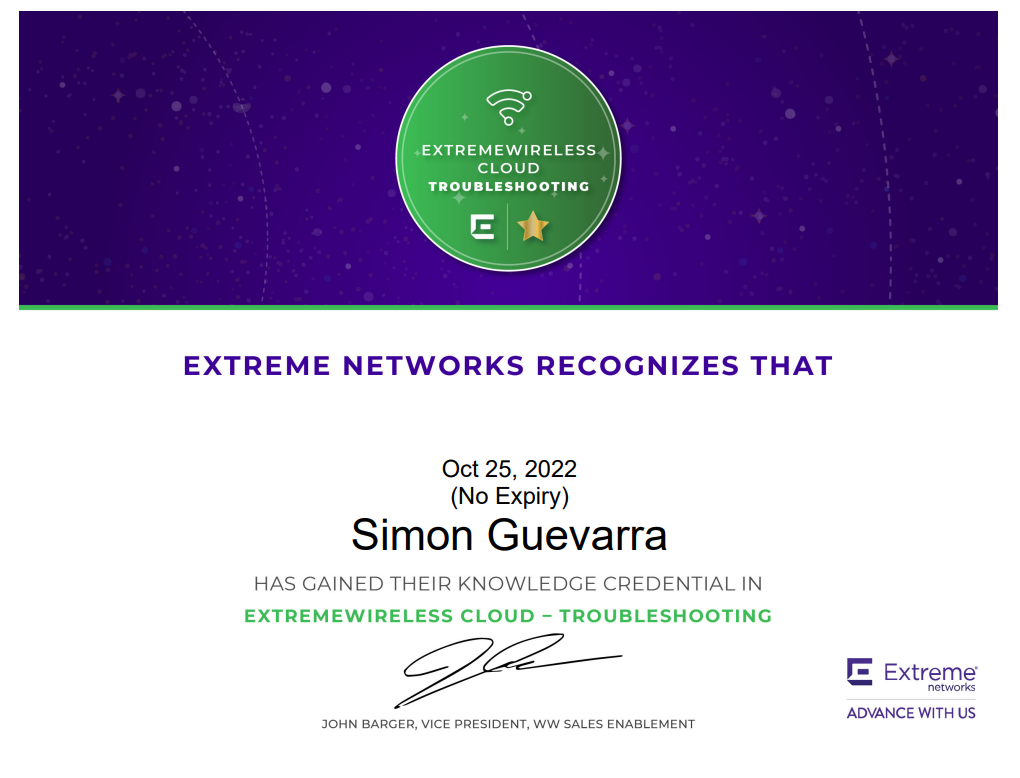 EXTREMEWIRELESS
CLOUD
TROUBLESHOOTING
EXTREME NETWORKS RECOGNIZES THAT
Oct 25, 2022
(No Expiry)
Simon Guevarra
HAS GAINED THEIR KNOWLEDGE CREDENTIAL IN
EXTREMEWIRELESS CLOUD – TROUBLESHOOTING
JOHN BARGER, VICE PRESIDENT, WW SALES ENABLEMENT
Extreme
networks
ADVANCE WITH US